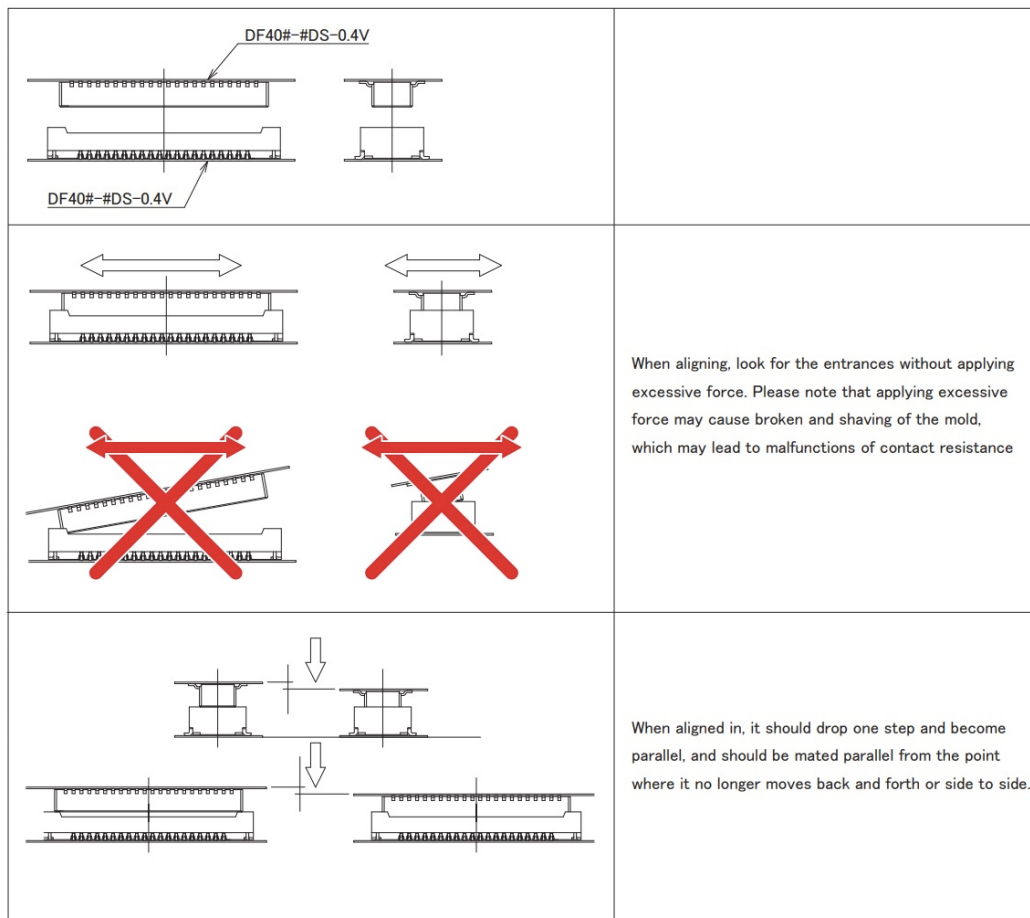 DF40#-#DS-0.4V
DF40#-#DS-0.4V
When aligning, look for the entrances without applying
excessive force. Please note that applying excessive
force may cause broken and shaving of the mold,
which may lead to malfunctions of contact resistance
When aligned in, it should drop one step and become
parallel, and should be mated parallel from the point
where it no longer moves back and forth or side to side.